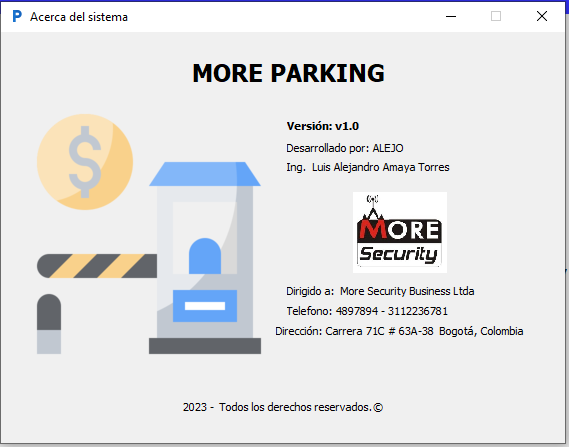 P Acerca del sistema
MORE PARKING
$
Versión: v1.0
Desarrollado por: ALEJO
Ing. Luis Alejandro Amaya Torres
MORE
Security
Dirigido a: More Security Business Ltda
Telefono: 4897894 - 3112236781
Dirección: Carrera 71C # 63A-38 Bogotá, Colombia
2023 - Todos los derechos reservados.©